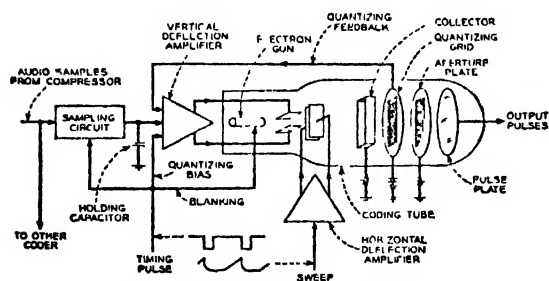 VERTICAL
DEFLECTION
AMPLIFIER
ELECTRON
GUN
QUANTIZING
FEEDBACK
COLLECTOR
QUANTIZING
GRID
APERTURE
PLATE
AUDIO SAMPLES
FROM COMPRESSOR
SAMPLING
CIRCUIT
OUTPUT
PULSES
QUANTIZING
BIAS
HOLDING
CAPACITOR
BLANKING
CODING TUBE
PULSE
PLATE
TO OTHER
CODER
TIMING
PULSE
SWEEP
HORIZONTAL
DEFLECTION
AMPLIFIER